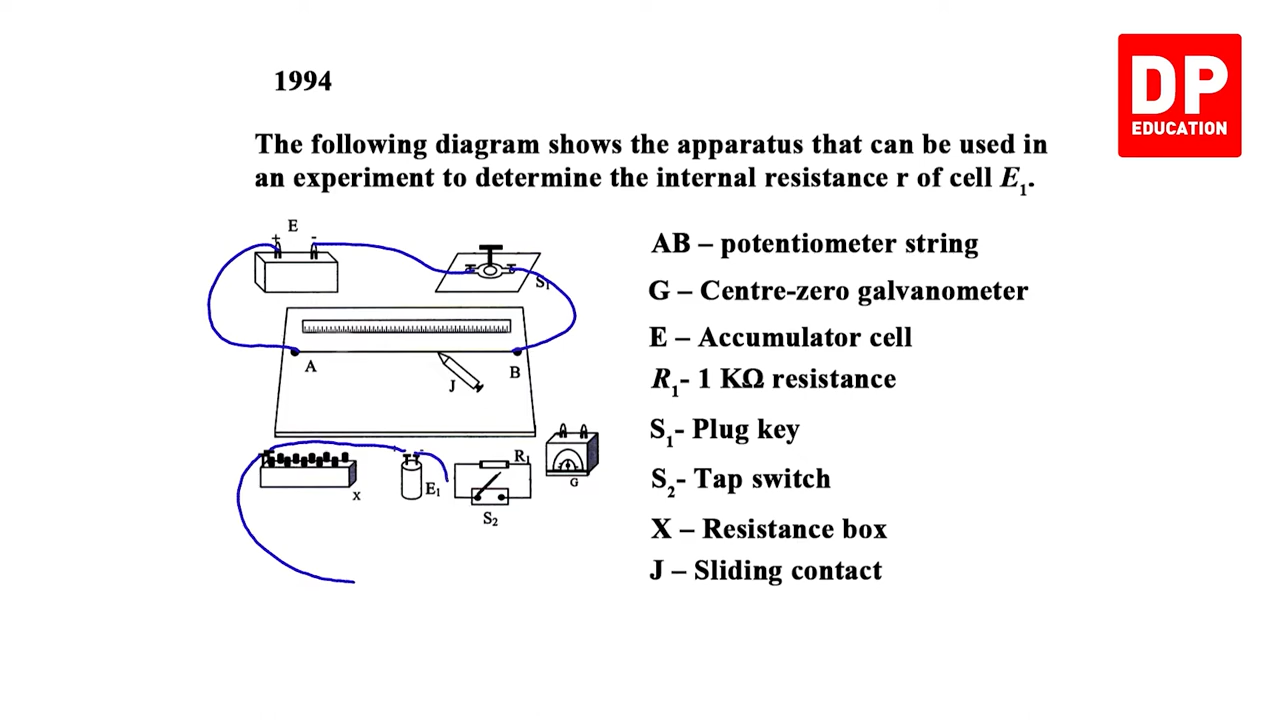 1994
DP
EDUCATION
The following diagram shows the apparatus that can be used in
an experiment to determine the internal resistance r of cell E₁.
E
+ -
S₁
A
B
J
AB – potentiometer string
G – Centre-zero galvanometer
E – Accumulator cell
R₁- 1 KΩ resistance
S₁- Plug key
S₂- Tap switch
X – Resistance box
J – Sliding contact
+ -
R₁
X
E₁
G
S₂